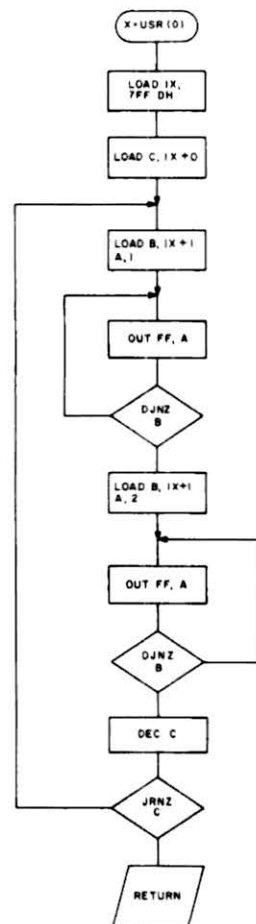 X=USR (0)
LOAD IX,
7FF DH
LOAD C, IX+0
LOAD B, IX+1
A,1
OUT FF, A
DJNZ
B
LOAD B, IX+1
A, 2
OUT FF, A
DJNZ
B
DEC C
JRNZ
C
RETURN